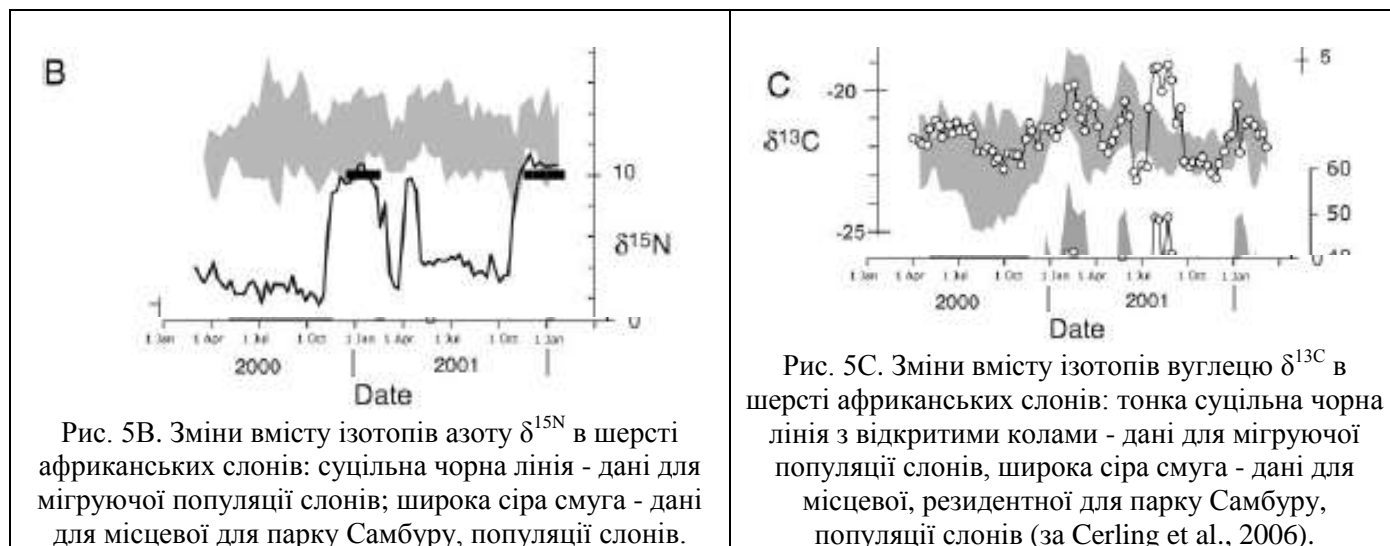 B
10
δ15N
0
1 Jan 1 Apr 1 Jul 1 Oct 1 Jan 1 Apr 1 Jul 1 Oct 1 Jan
2000 2001
Date
Рис. 5В. Зміни вмісту ізотопів азоту δ15N в шерсті
африканських слонів: суцільна чорна лінія - дані для
мігруючої популяції слонів; широка сіра смуга - дані
для місцевої для парку Самбуру, популяції слонів.
C
5
-20
δ13C
60
50
-25
0
1 Jan 1 Apr 1 Jul 1 Oct 1 Jan 1 Apr 1 Jul 1 Oct 1 Jan
2000 2001
Date
Рис. 5С. Зміни вмісту ізотопів вуглецю δ13C в
шерсті африканських слонів: тонка суцільна чорна
лінія з відкритими колами - дані для мігруючої
популяції слонів, широка сіра смуга - дані для
місцевої, резидентної для парку Самбуру,
популяції слонів (за Cerling et al., 2006).